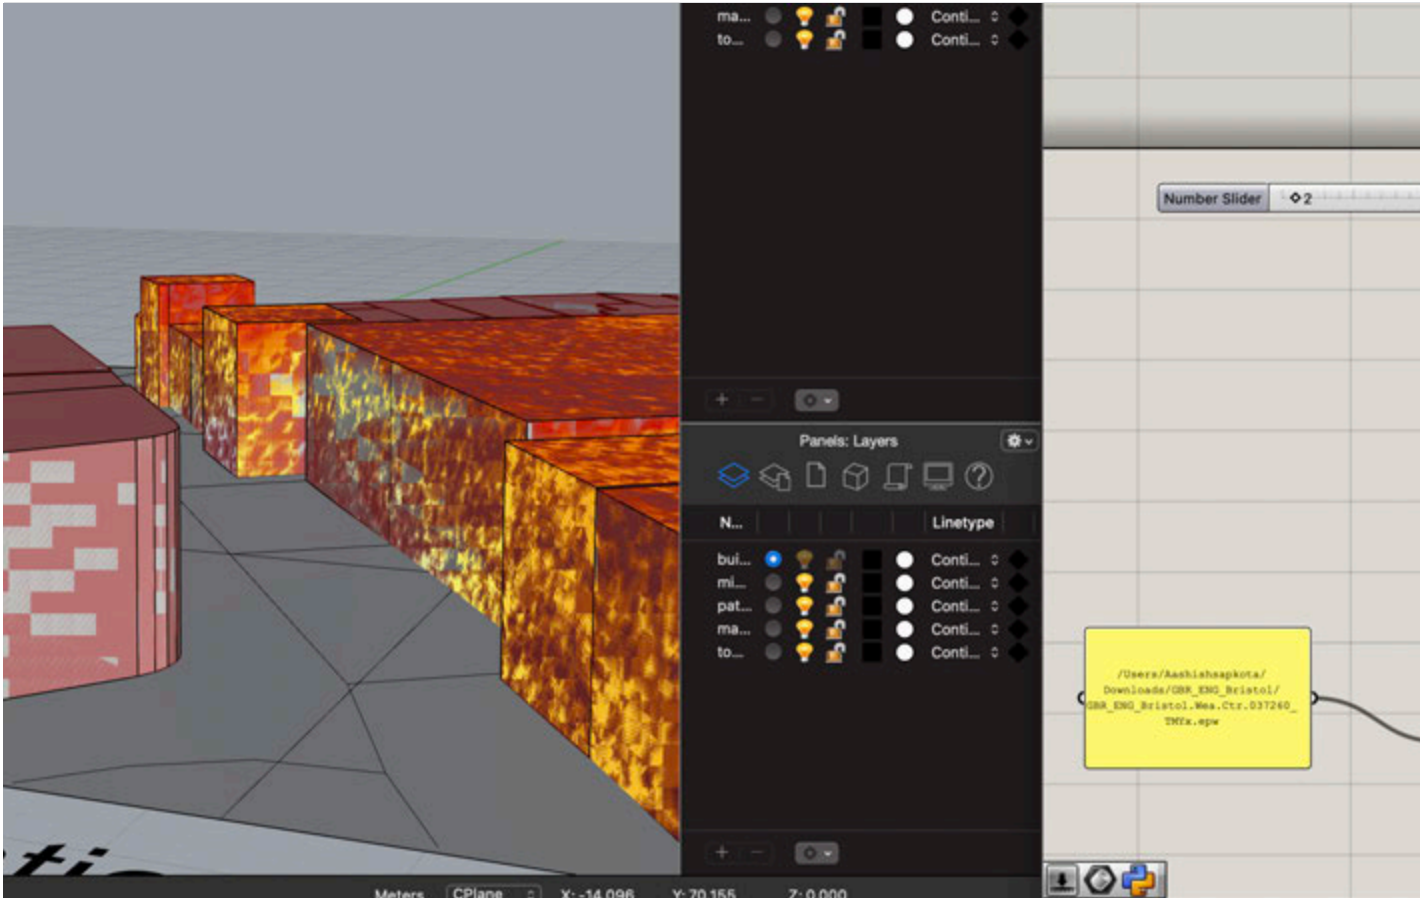 ma... Conti...
to... Conti...
Number Slider 2
Panels: Layers
N... Linetype
bui... Conti...
mi... Conti...
pat... Conti...
ma... Conti...
to... Conti...
/Users/Aashishsapkota/
Downloads/GBR_ENG_Bristol/
GBR_ENG_Bristol.Wea.Ctr.037260_
TMYx.epw
Meters CPlane X: -14.096 Y: 70.155 Z: 0.000